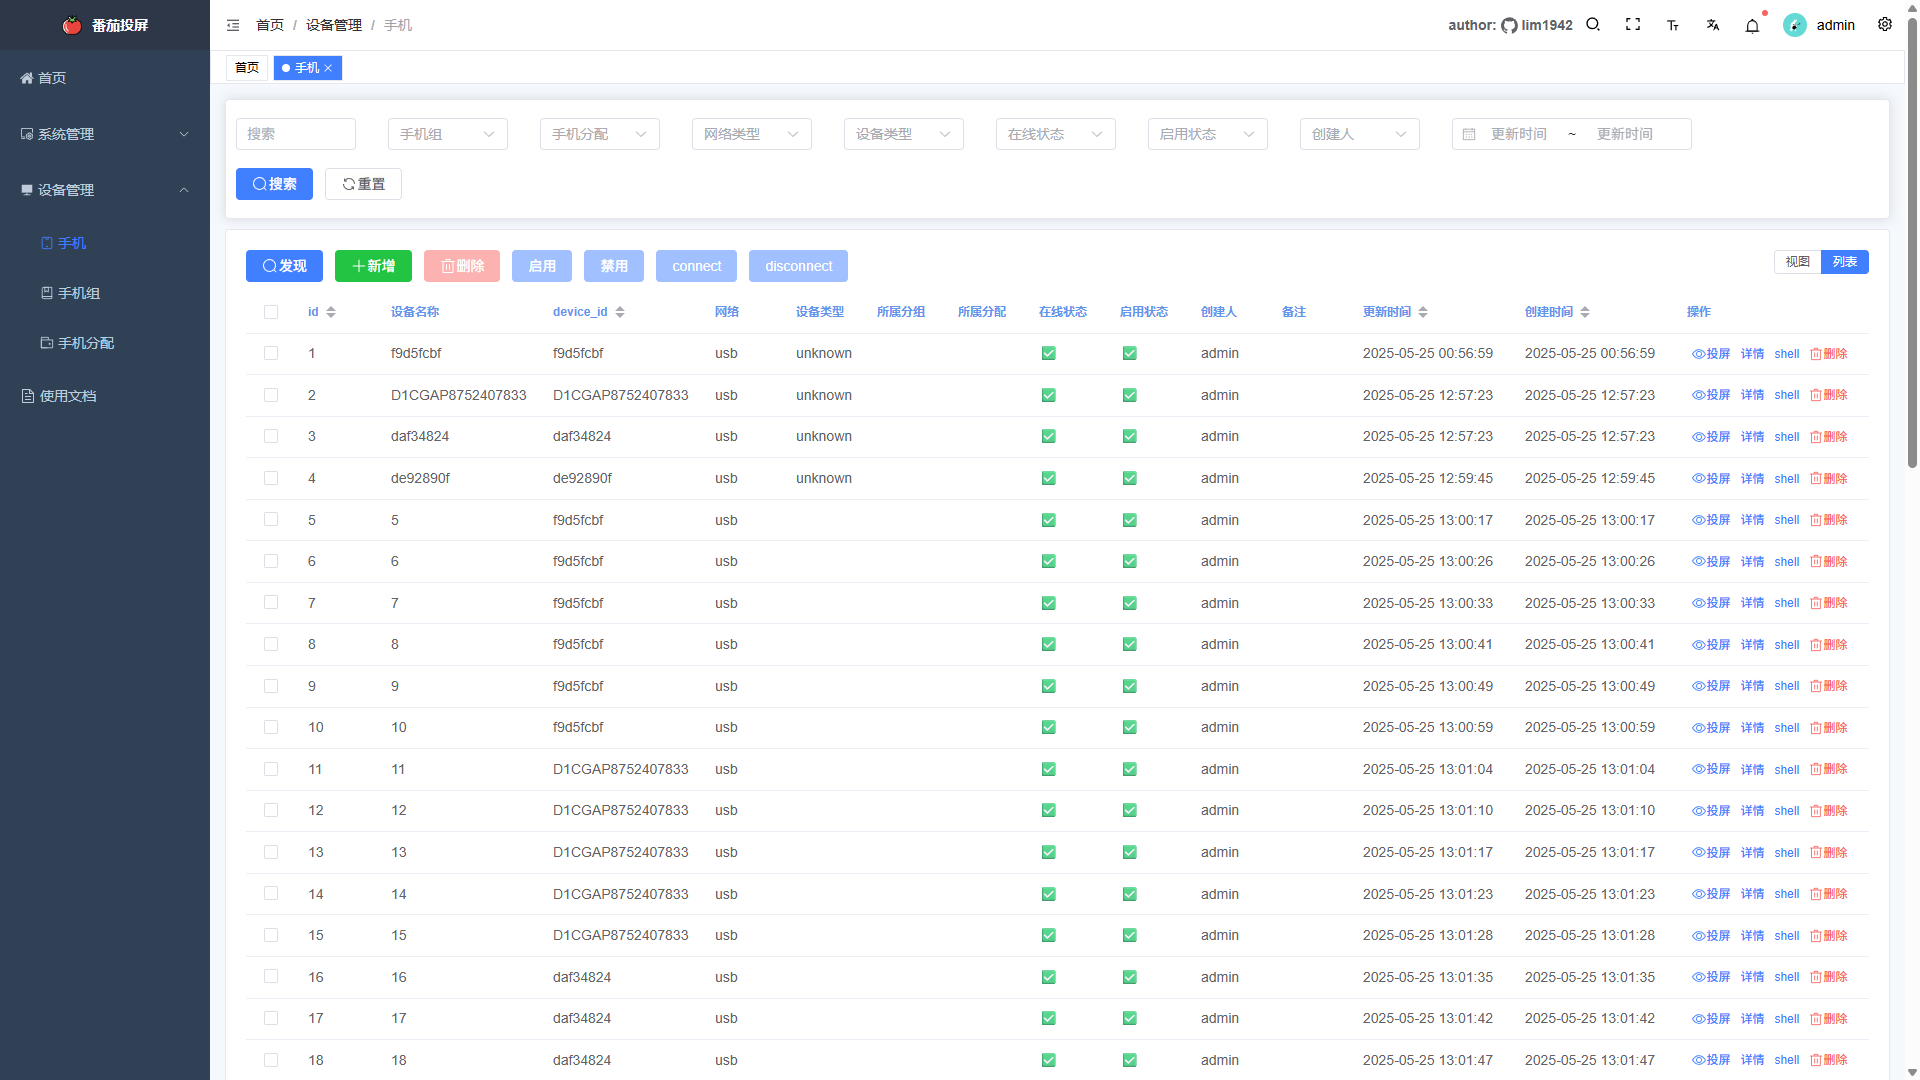 番茄投屏
首页 / 设备管理 / 手机
author: lim1942
admin
首页
手机
首页
系统管理
设备管理
手机
手机组
手机分配
使用文档
搜索 手机组 手机分配 网络类型 设备类型 在线状态 启用状态 创建人 更新时间 ~ 更新时间
搜索 重置
发现 新增 删除 启用 禁用 connect disconnect 视图 列表
id 设备名称 device_id 网络 设备类型 所属分组 所属分配 在线状态 启用状态 创建人 备注 更新时间 创建时间 操作
1 f9d5fcbf f9d5fcbf usb unknown admin 2025-05-25 00:56:59 2025-05-25 00:56:59 投屏 详情 shell 删除
2 D1CGAP8752407833 D1CGAP8752407833 usb unknown admin 2025-05-25 12:57:23 2025-05-25 12:57:23 投屏 详情 shell 删除
3 daf34824 daf34824 usb unknown admin 2025-05-25 12:57:23 2025-05-25 12:57:23 投屏 详情 shell 删除
4 de92890f de92890f usb unknown admin 2025-05-25 12:59:45 2025-05-25 12:59:45 投屏 详情 shell 删除
5 5 f9d5fcbf usb admin 2025-05-25 13:00:17 2025-05-25 13:00:17 投屏 详情 shell 删除
6 6 f9d5fcbf usb admin 2025-05-25 13:00:26 2025-05-25 13:00:26 投屏 详情 shell 删除
7 7 f9d5fcbf usb admin 2025-05-25 13:00:33 2025-05-25 13:00:33 投屏 详情 shell 删除
8 8 f9d5fcbf usb admin 2025-05-25 13:00:41 2025-05-25 13:00:41 投屏 详情 shell 删除
9 9 f9d5fcbf usb admin 2025-05-25 13:00:49 2025-05-25 13:00:49 投屏 详情 shell 删除
10 10 f9d5fcbf usb admin 2025-05-25 13:00:59 2025-05-25 13:00:59 投屏 详情 shell 删除
11 11 D1CGAP8752407833 usb admin 2025-05-25 13:01:04 2025-05-25 13:01:04 投屏 详情 shell 删除
12 12 D1CGAP8752407833 usb admin 2025-05-25 13:01:10 2025-05-25 13:01:10 投屏 详情 shell 删除
13 13 D1CGAP8752407833 usb admin 2025-05-25 13:01:17 2025-05-25 13:01:17 投屏 详情 shell 删除
14 14 D1CGAP8752407833 usb admin 2025-05-25 13:01:23 2025-05-25 13:01:23 投屏 详情 shell 删除
15 15 D1CGAP8752407833 usb admin 2025-05-25 13:01:28 2025-05-25 13:01:28 投屏 详情 shell 删除
16 16 daf34824 usb admin 2025-05-25 13:01:35 2025-05-25 13:01:35 投屏 详情 shell 删除
17 17 daf34824 usb admin 2025-05-25 13:01:42 2025-05-25 13:01:42 投屏 详情 shell 删除
18 18 daf34824 usb admin 2025-05-25 13:01:47 2025-05-25 13:01:47 投屏 详情 shell 删除